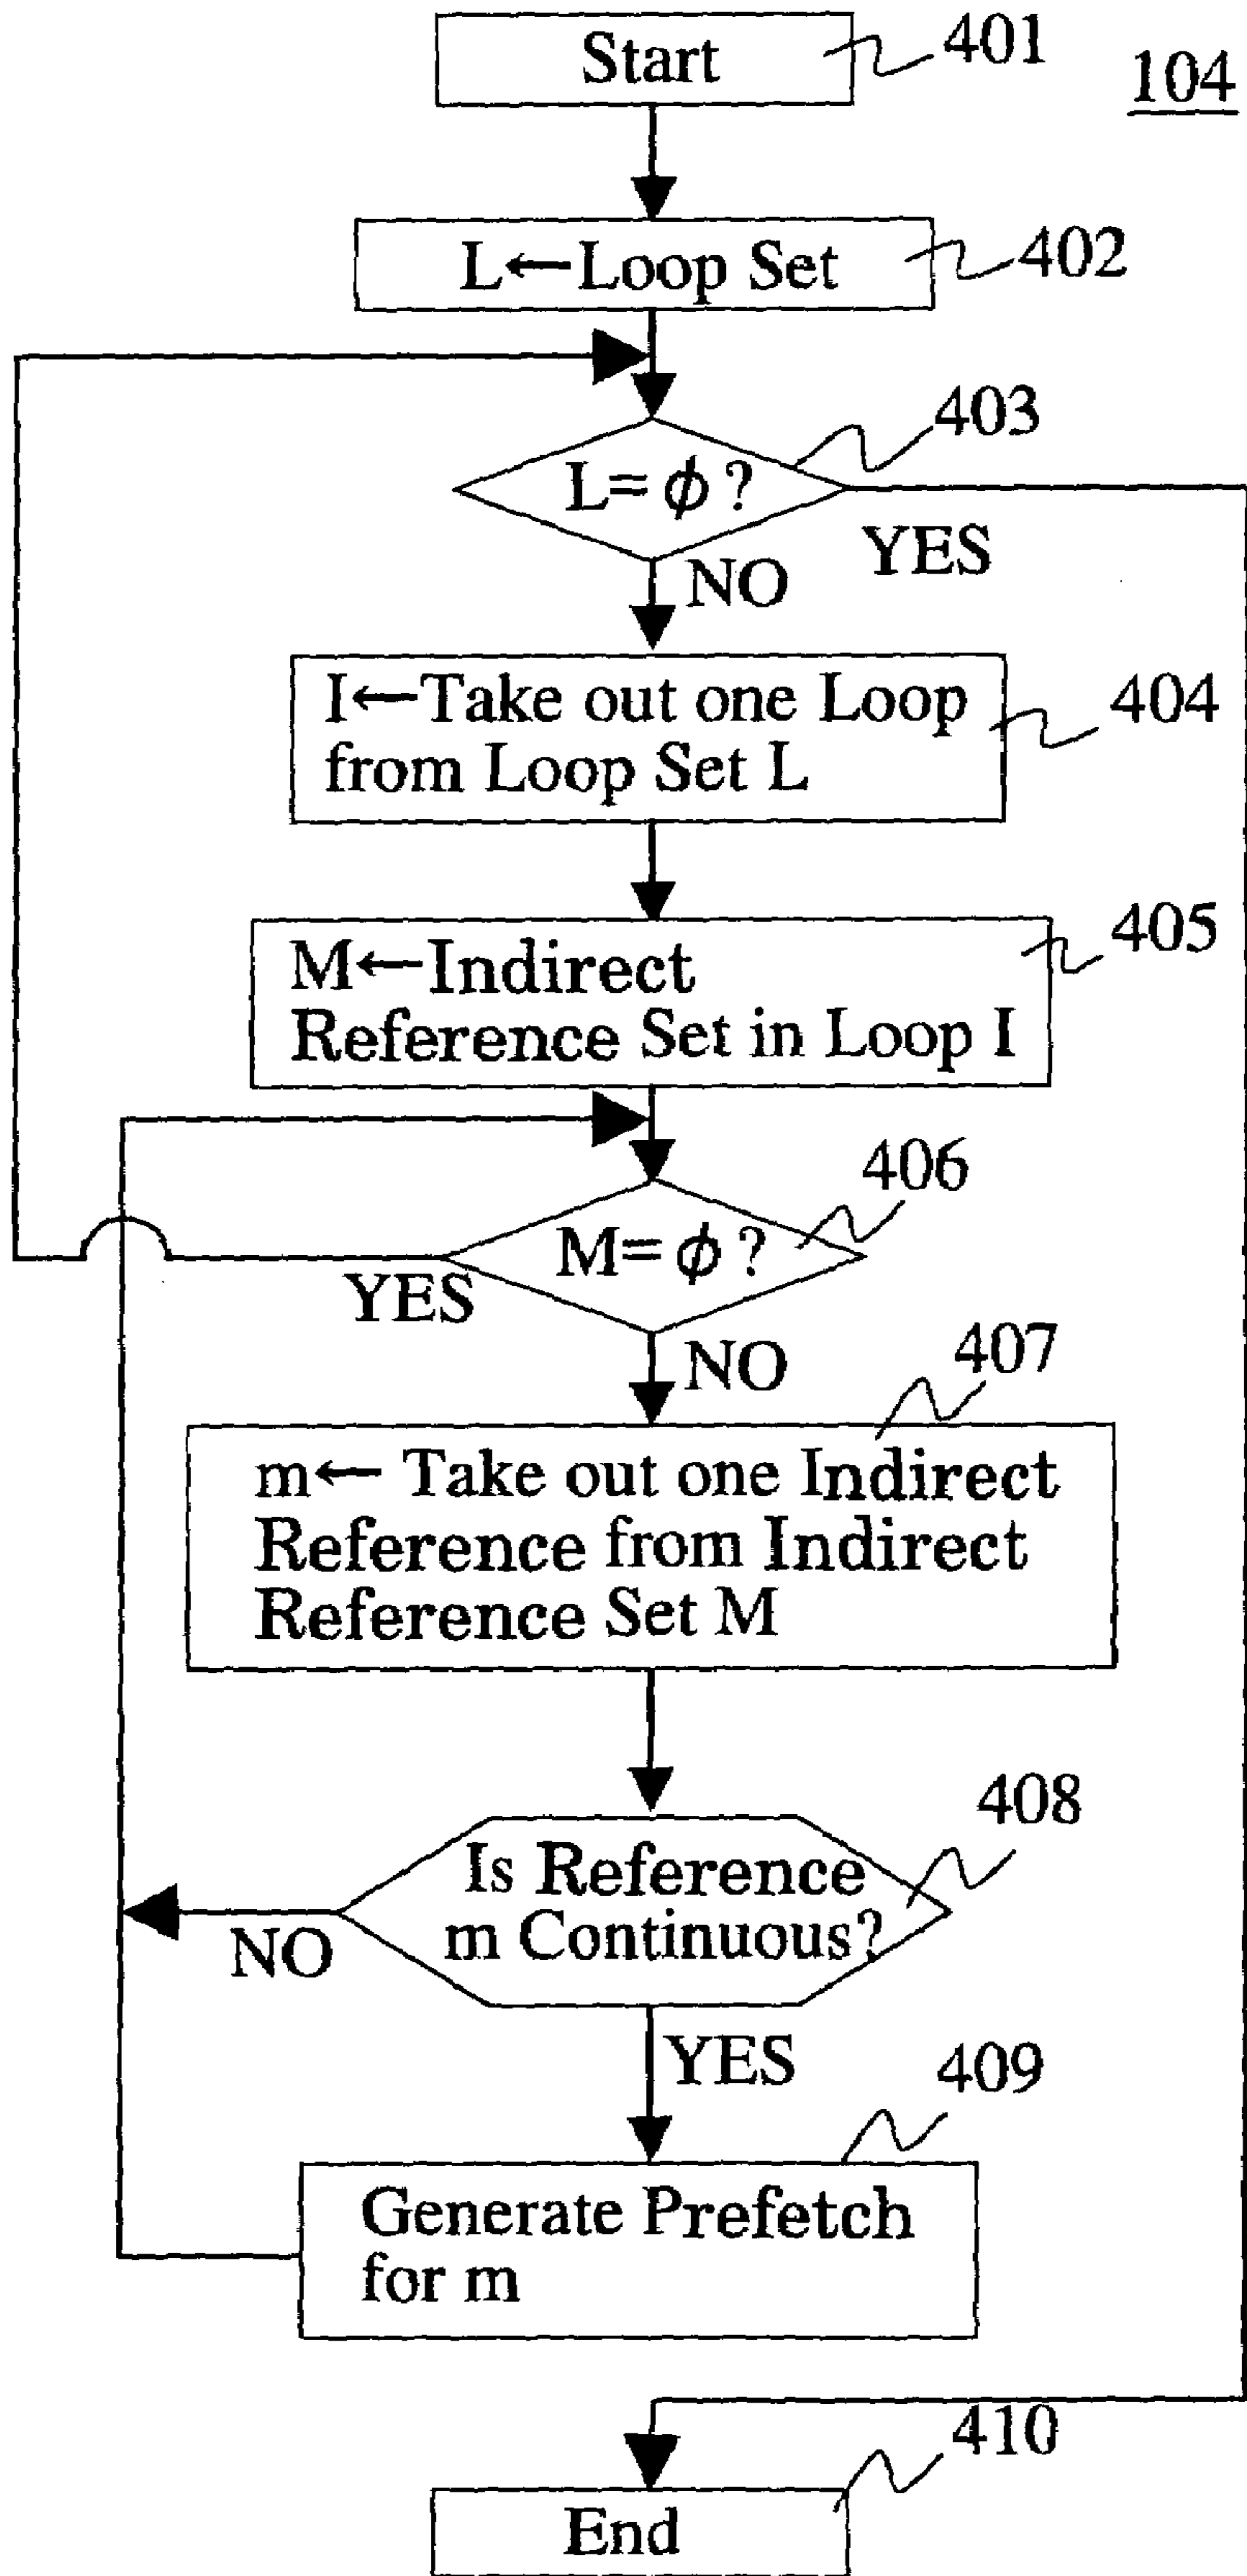 Start
401
104
L←Loop Set
402
403
L=ϕ?
YES
NO
I←Take out one Loop
from Loop Set L
404
405
M←Indirect
Reference Set in Loop I
406
M=ϕ?
YES
NO
407
m← Take out one Indirect
Reference from Indirect
Reference Set M
408
Is Reference
m Continuous?
NO
YES
409
Generate Prefetch
for m
410
End